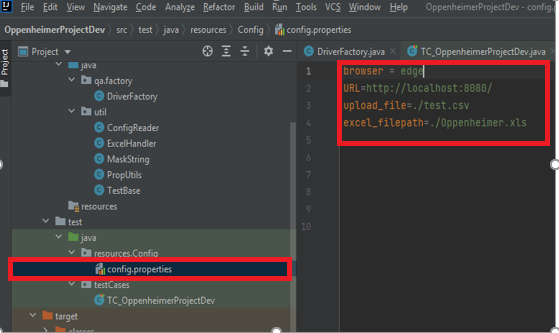 File Edit View Navigate Code Refactor Build Run Tools VCS Window Help OppenheimerProjectDev - config
OppenheimerProjectDev src test java resources Config config.properties
Project
Project
DriverFactory.java
TC_OppenheimerProjectDev.java
java
qa.factory
DriverFactory
util
ConfigReader
ExcelHandler
MaskString
PropUtils
TestBase
resources
test
java
resources.Config
config.properties
testCases
TC_OppenheimerProjectDev
target
classes
1 browser = edge
2 URL=http://localhost:8080/
3 upload_file=./test.csv
4 excel_filepath=./Oppenheimer.xls
5
6
7
8
9
10